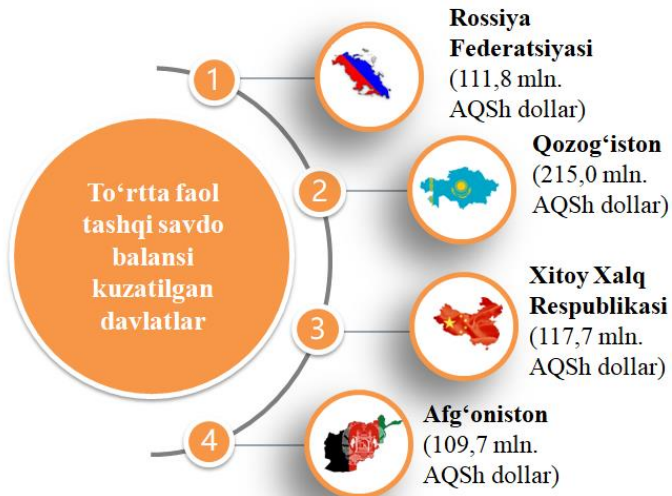 To‘rtta faol
tashqi savdo
balansi
kuzatilgan
davlatlar
1
Rossiya
Federatsiyasi
(111,8 mln.
AQSh dollar)
2
Qozog‘iston
(215,0 mln.
AQSh dollar)
3
Xitoy Xalq
Respublikasi
(117,7 mln.
AQSh dollar)
4
Afg‘oniston
(109,7 mln.
AQSh dollar)